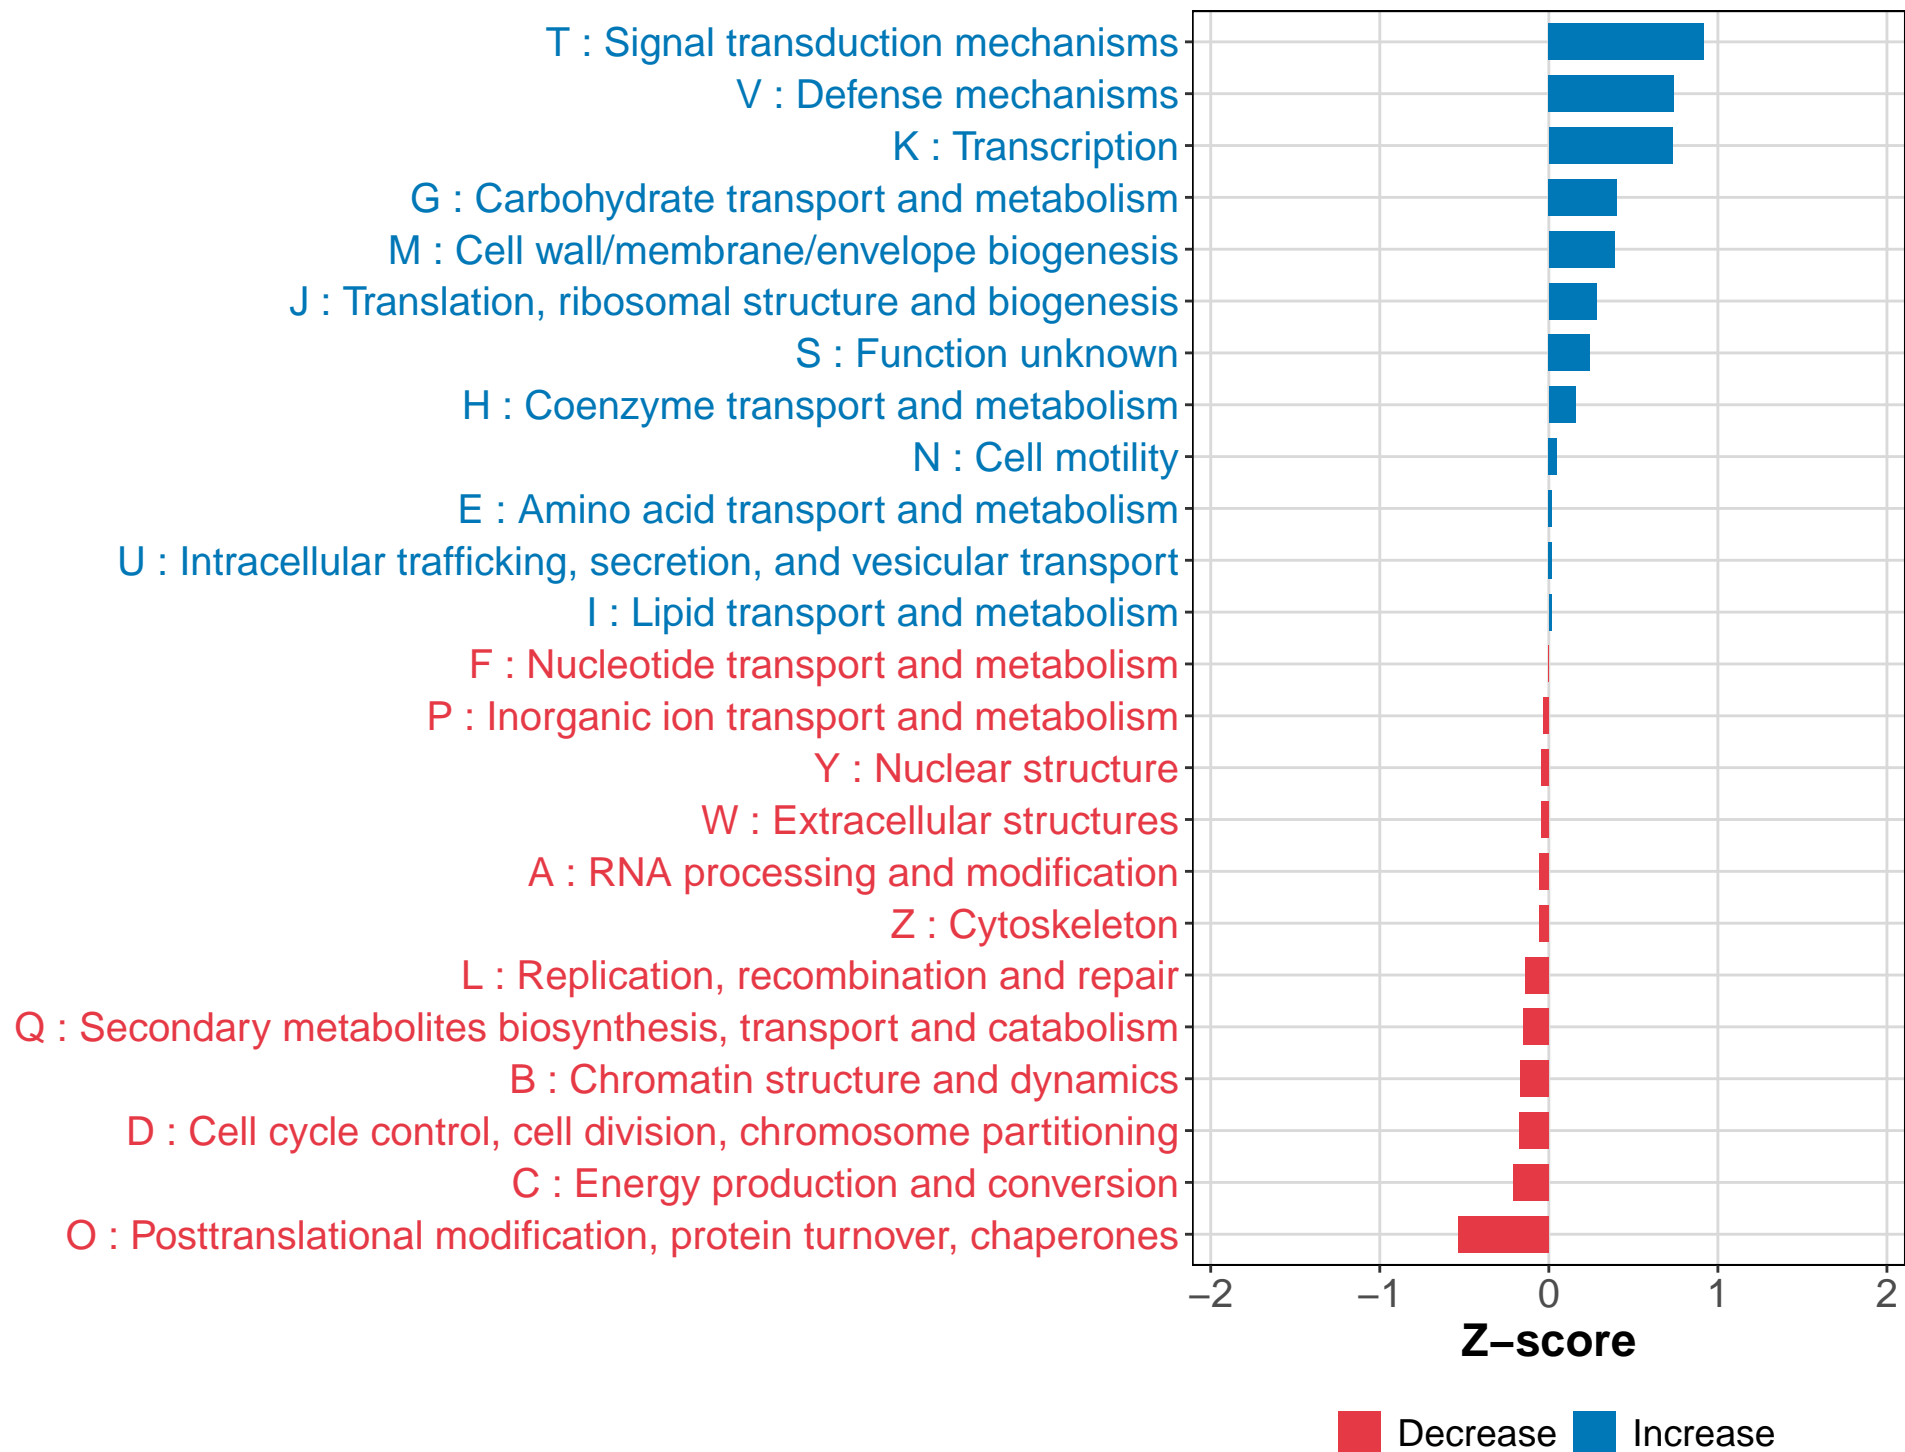 T : Signal transduction mechanisms
V : Defense mechanisms
K : Transcription
G : Carbohydrate transport and metabolism
M : Cell wall/membrane/envelope biogenesis
J : Translation, ribosomal structure and biogenesis
S : Function unknown
H : Coenzyme transport and metabolism
N : Cell motility
E : Amino acid transport and metabolism
U : Intracellular trafficking, secretion, and vesicular transport
I : Lipid transport and metabolism
F : Nucleotide transport and metabolism
P : Inorganic ion transport and metabolism
Y : Nuclear structure
W : Extracellular structures
A : RNA processing and modification
Z : Cytoskeleton
L : Replication, recombination and repair
Q : Secondary metabolites biosynthesis, transport and catabolism
B : Chromatin structure and dynamics
D : Cell cycle control, cell division, chromosome partitioning
C : Energy production and conversion
O : Posttranslational modification, protein turnover, chaperones
−2 −1 0 1 2
Z−score
Decrease Increase